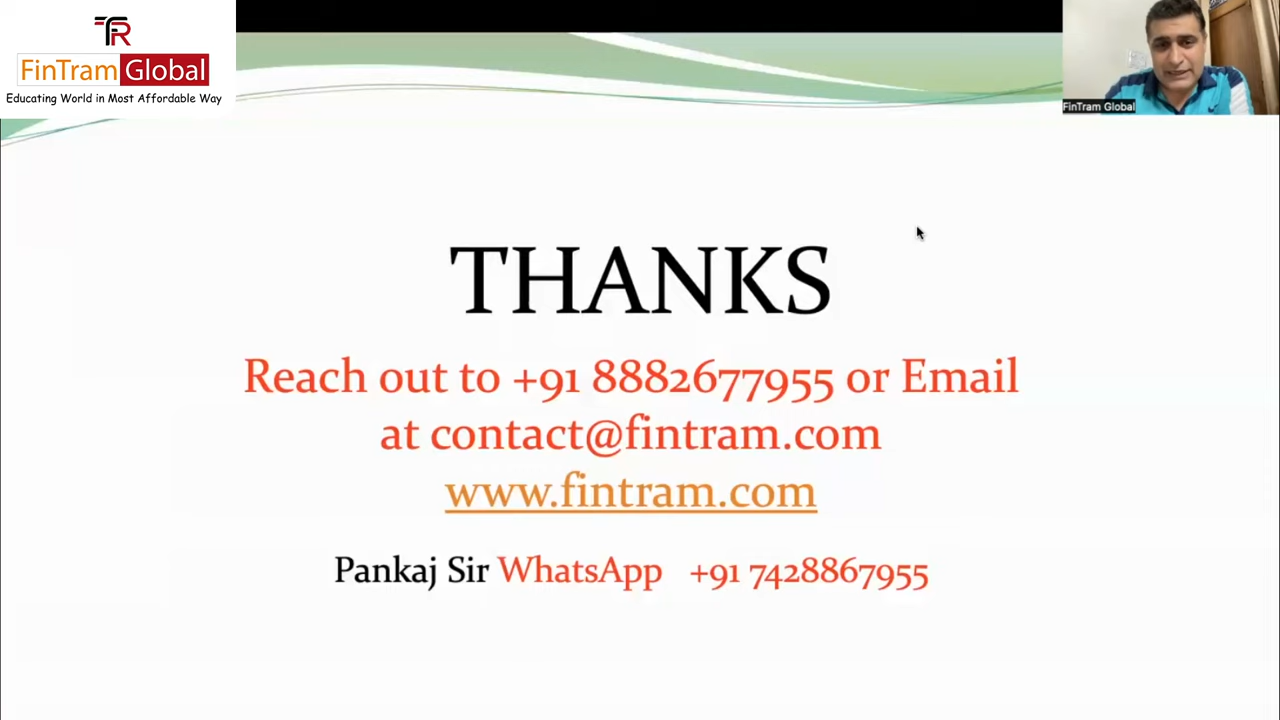 TR
FinTram Global
Educating World in Most Affordable Way
FinTram Global
THANKS
Reach out to +91 8882677955 or Email
at contact@fintram.com
www.fintram.com
Pankaj Sir WhatsApp +91 7428867955